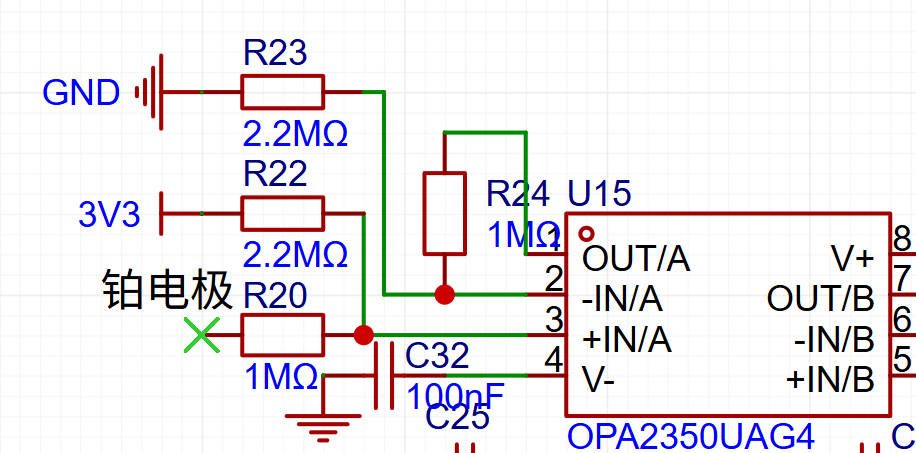 R23
GND
2.2MΩ
R22
3V3
2.2MΩ
铂电极
R20
1MΩ
R24
1MΩ
U15
1
OUT/A
2
-IN/A
3
+IN/A
4
V-
8
V+
7
OUT/B
6
-IN/B
5
+IN/B
C32
100nF
C25
OPA2350UAG4
C